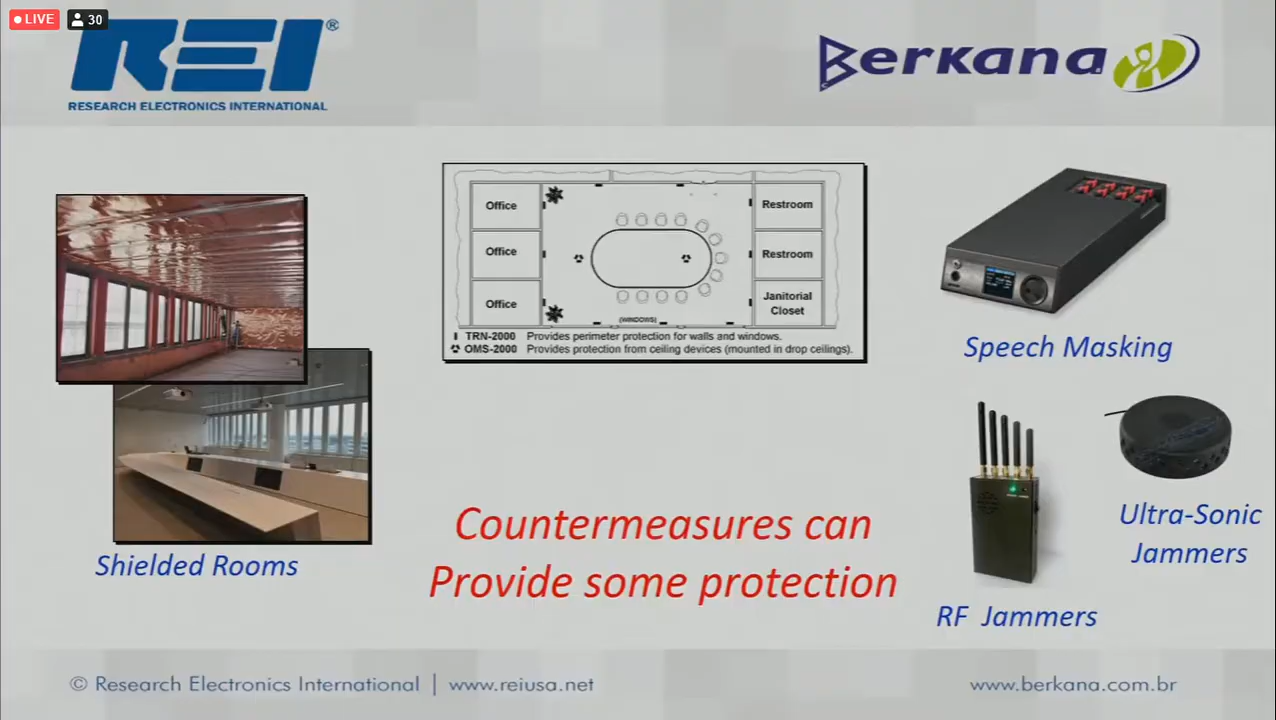 LIVE
30
REI®
RESEARCH ELECTRONICS INTERNATIONAL
Berkana
Office
Office
Office
Restroom
Restroom
Janitorial
Closet
(WINDOWS)
TRN-2000 Provides perimeter protection for walls and windows.
OMS-2000 Provides protection from ceiling devices (mounted in drop ceilings).
Speech Masking
Shielded Rooms
Countermeasures can
Provide some protection
Ultra-Sonic
Jammers
RF Jammers
© Research Electronics International | www.reiusa.net
www.berkana.com.br